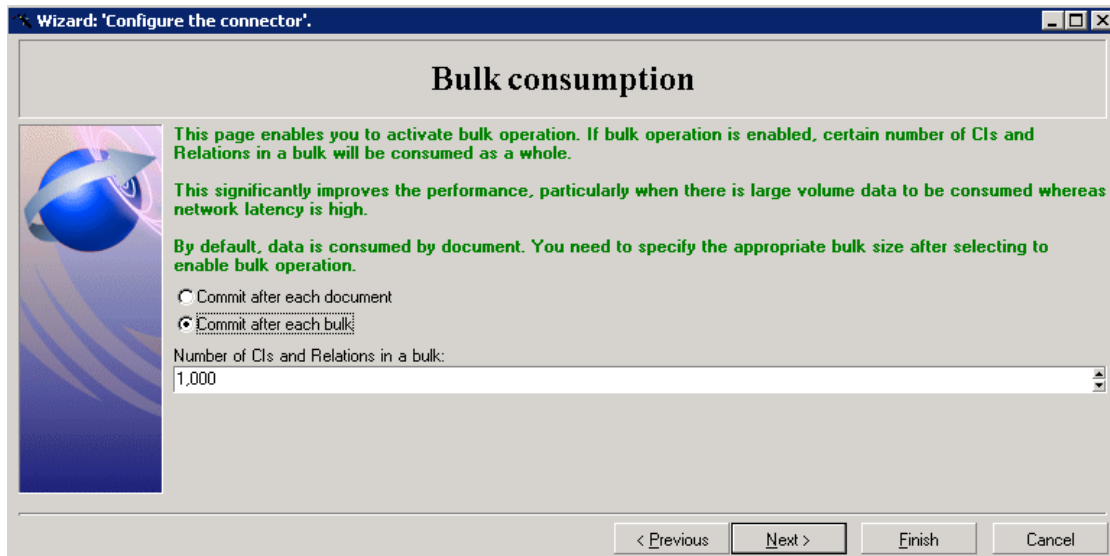 Wizard: 'Configure the connector'.
Bulk consumption
This page enables you to activate bulk operation. If bulk operation is enabled, certain number of CIs and
Relations in a bulk will be consumed as a whole.
This significantly improves the performance, particularly when there is large volume data to be consumed whereas
network latency is high.
By default, data is consumed by document. You need to specify the appropriate bulk size after selecting to
enable bulk operation.
Commit after each document
Commit after each bulk
Number of CIs and Relations in a bulk:
1,000
< Previous Next > Finish Cancel